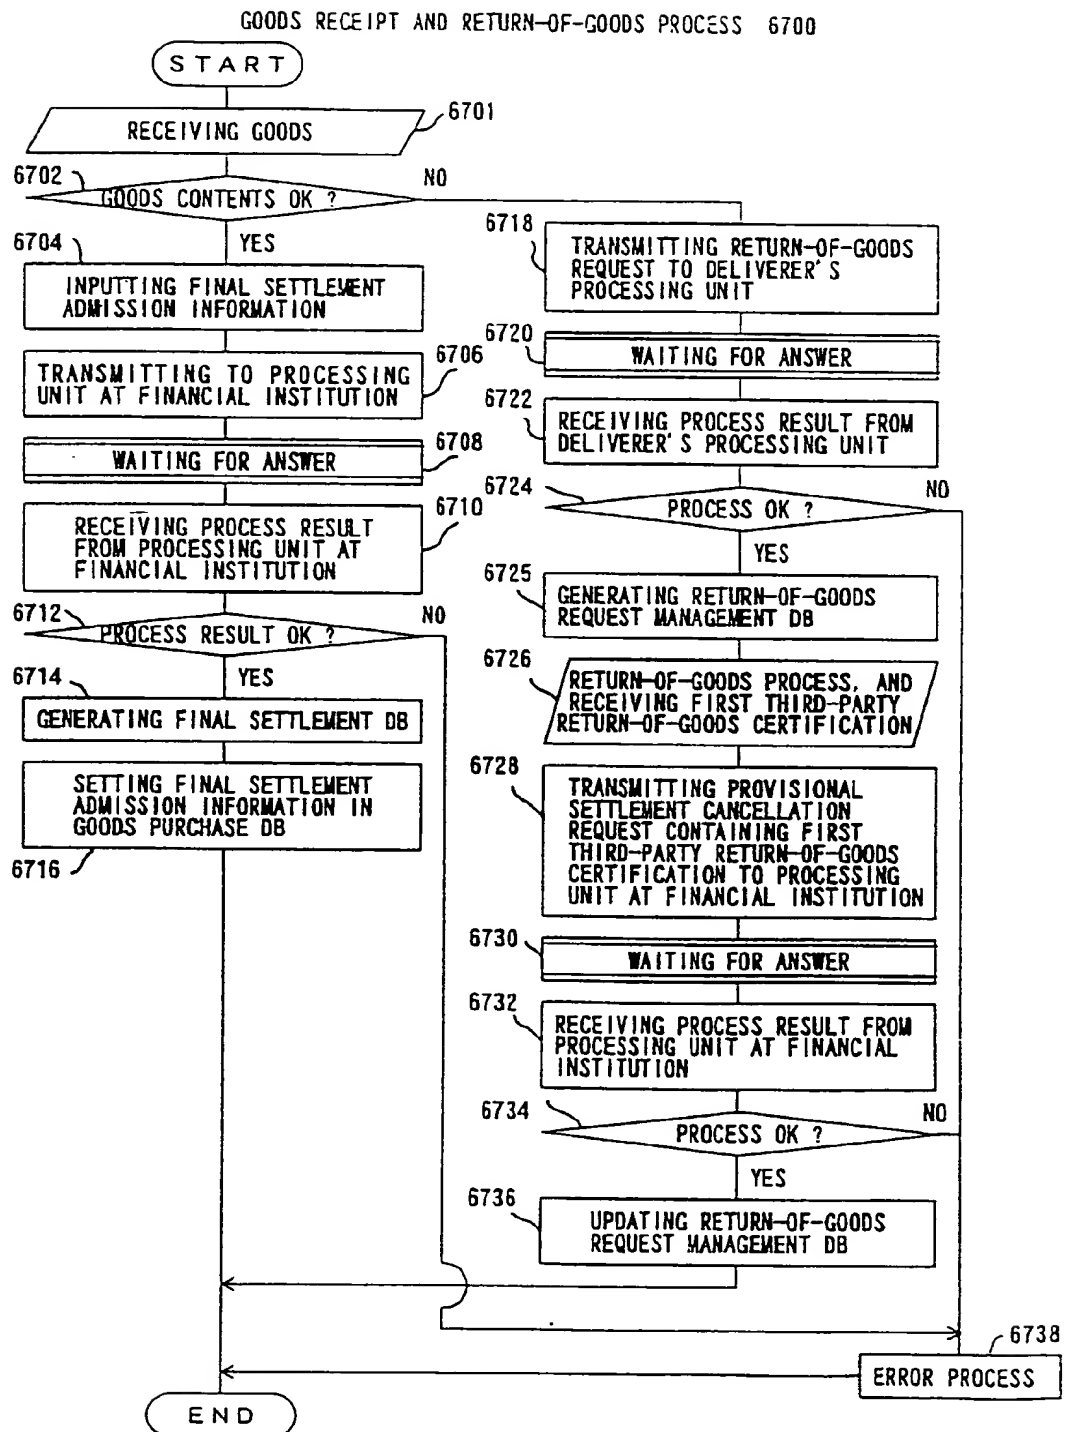 GOODS RECEIPT AND RETURN-OF-GOODS PROCESS 6700
START
6701
RECEIVING GOODS
6702
GOODS CONTENTS OK ?
NO
YES
6704
INPUTTING FINAL SETTLEMENT
ADMISSION INFORMATION
6706
TRANSMITTING TO PROCESSING
UNIT AT FINANCIAL INSTITUTION
6708
WAITING FOR ANSWER
6710
RECEIVING PROCESS RESULT
FROM PROCESSING UNIT AT
FINANCIAL INSTITUTION
6712
PROCESS RESULT OK ?
NO
YES
6714
GENERATING FINAL SETTLEMENT DB
SETTING FINAL SETTLEMENT
ADMISSION INFORMATION IN
GOODS PURCHASE DB
6716
6718
TRANSMITTING RETURN-OF-GOODS
REQUEST TO DELIVERER'S
PROCESSING UNIT
6720
WAITING FOR ANSWER
6722
RECEIVING PROCESS RESULT FROM
DELIVERER'S PROCESSING UNIT
6724
PROCESS OK ?
NO
YES
6725
GENERATING RETURN-OF-GOODS
REQUEST MANAGEMENT DB
6726
RETURN-OF-GOODS PROCESS, AND
RECEIVING FIRST THIRD-PARTY
RETURN-OF-GOODS CERTIFICATION
6728
TRANSMITTING PROVISIONAL
SETTLEMENT CANCELLATION
REQUEST CONTAINING FIRST
THIRD-PARTY RETURN-OF-GOODS
CERTIFICATION TO PROCESSING
UNIT AT FINANCIAL INSTITUTION
6730
WAITING FOR ANSWER
6732
RECEIVING PROCESS RESULT FROM
PROCESSING UNIT AT FINANCIAL
INSTITUTION
6734
PROCESS OK ?
NO
YES
6736
UPDATING RETURN-OF-GOODS
REQUEST MANAGEMENT DB
6738
ERROR PROCESS
END